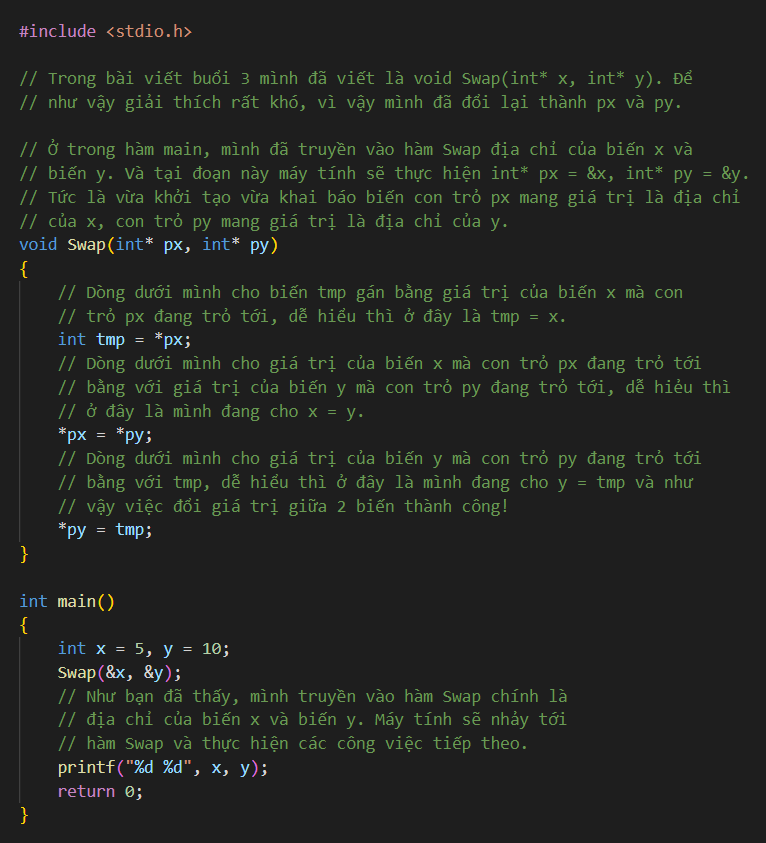 #include <stdio.h>
// Trong bài viết buổi 3 mình đã viết là void Swap(int* x, int* y). Để
// như vậy giải thích rất khó, vì vậy mình đã đổi lại thành px và py.
// Ở trong hàm main, mình đã truyền vào hàm Swap địa chỉ của biến x và
// biến y. Và tại đoạn này máy tính sẽ thực hiện int* px = &x, int* py = &y.
// Tức là vừa khởi tạo vừa khai báo biến con trỏ px mang giá trị là địa chỉ
// của x, con trỏ py mang giá trị là địa chỉ của y.
void Swap(int* px, int* py)
{
    // Dòng dưới mình cho biến tmp gán bằng giá trị của biến x mà con
    // trỏ px đang trỏ tới, dễ hiểu thì ở đây là tmp = x.
    int tmp = *px;
    // Dòng dưới mình cho giá trị của biến x mà con trỏ px đang trỏ tới
    // bằng với giá trị của biến y mà con trỏ py đang trỏ tới, dễ hiẻu thì
    // ở đây là mình đang cho x = y.
    *px = *py;
    // Dòng dưới mình cho giá trị của biến y mà con trỏ py đang trỏ tới
    // bằng với tmp, dễ hiểu thì ở đây là mình đang cho y = tmp và như
    // vậy việc đổi giá trị giữa 2 biến thành công!
    *py = tmp;
}
int main()
{
    int x = 5, y = 10;
    Swap(&x, &y);
    // Như bạn đã thấy, mình truyền vào hàm Swap chính là
    // địa chỉ của biến x và biến y. Máy tính sẽ nhảy tới
    // hàm Swap và thực hiện các công việc tiếp theo.
    printf("%d %d", x, y);
    return 0;
}